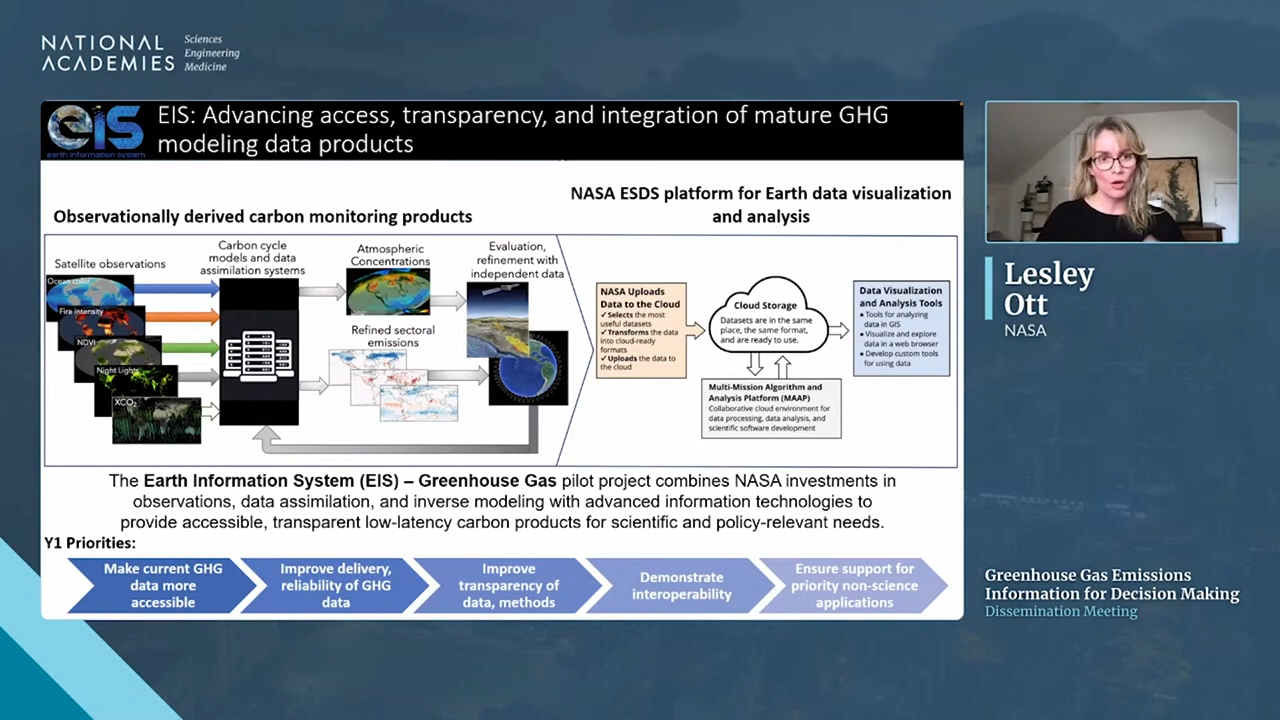 NATIONAL
ACADEMIES
Sciences
Engineering
Medicine
eis
earth information system
EIS: Advancing access, transparency, and integration of mature GHG
modeling data products
Observationally derived carbon monitoring products
NASA ESDS platform for Earth data visualization
and analysis
Satellite observations
Ocean color
Fire intensity
NDVI
Night Lights
XCO₂
Carbon cycle
models and data
assimilation systems
Atmospheric
Concentrations
Refined sectoral
emissions
Evaluation,
refinement with
independent data
NASA Uploads
Data to the Cloud
✓ Selects the most
useful datasets
✓ Transforms the data
into cloud-ready
formats
✓ Uploads the data to
the cloud
Cloud Storage
Datasets are in the same
place, the same format,
and are ready to use.
Multi-Mission Algorithm and
Analysis Platform (MAAP)
Collaborative cloud environment for
data processing, data analysis, and
scientific software development
Data Visualization
and Analysis Tools
• Tools for analyzing
data in GIS
• Visualize and explore
data in a web browser
• Develop custom tools
for using data
The Earth Information System (EIS) – Greenhouse Gas pilot project combines NASA investments in
observations, data assimilation, and inverse modeling with advanced information technologies to
provide accessible, transparent low-latency carbon products for scientific and policy-relevant needs.
Y1 Priorities:
Make current GHG
data more
accessible
Improve delivery,
reliability of GHG
data
Improve
transparency of
data, methods
Demonstrate
interoperability
Ensure support for
priority non-science
applications
Lesley
Ott
NASA
Greenhouse Gas Emissions
Information for Decision Making
Dissemination Meeting